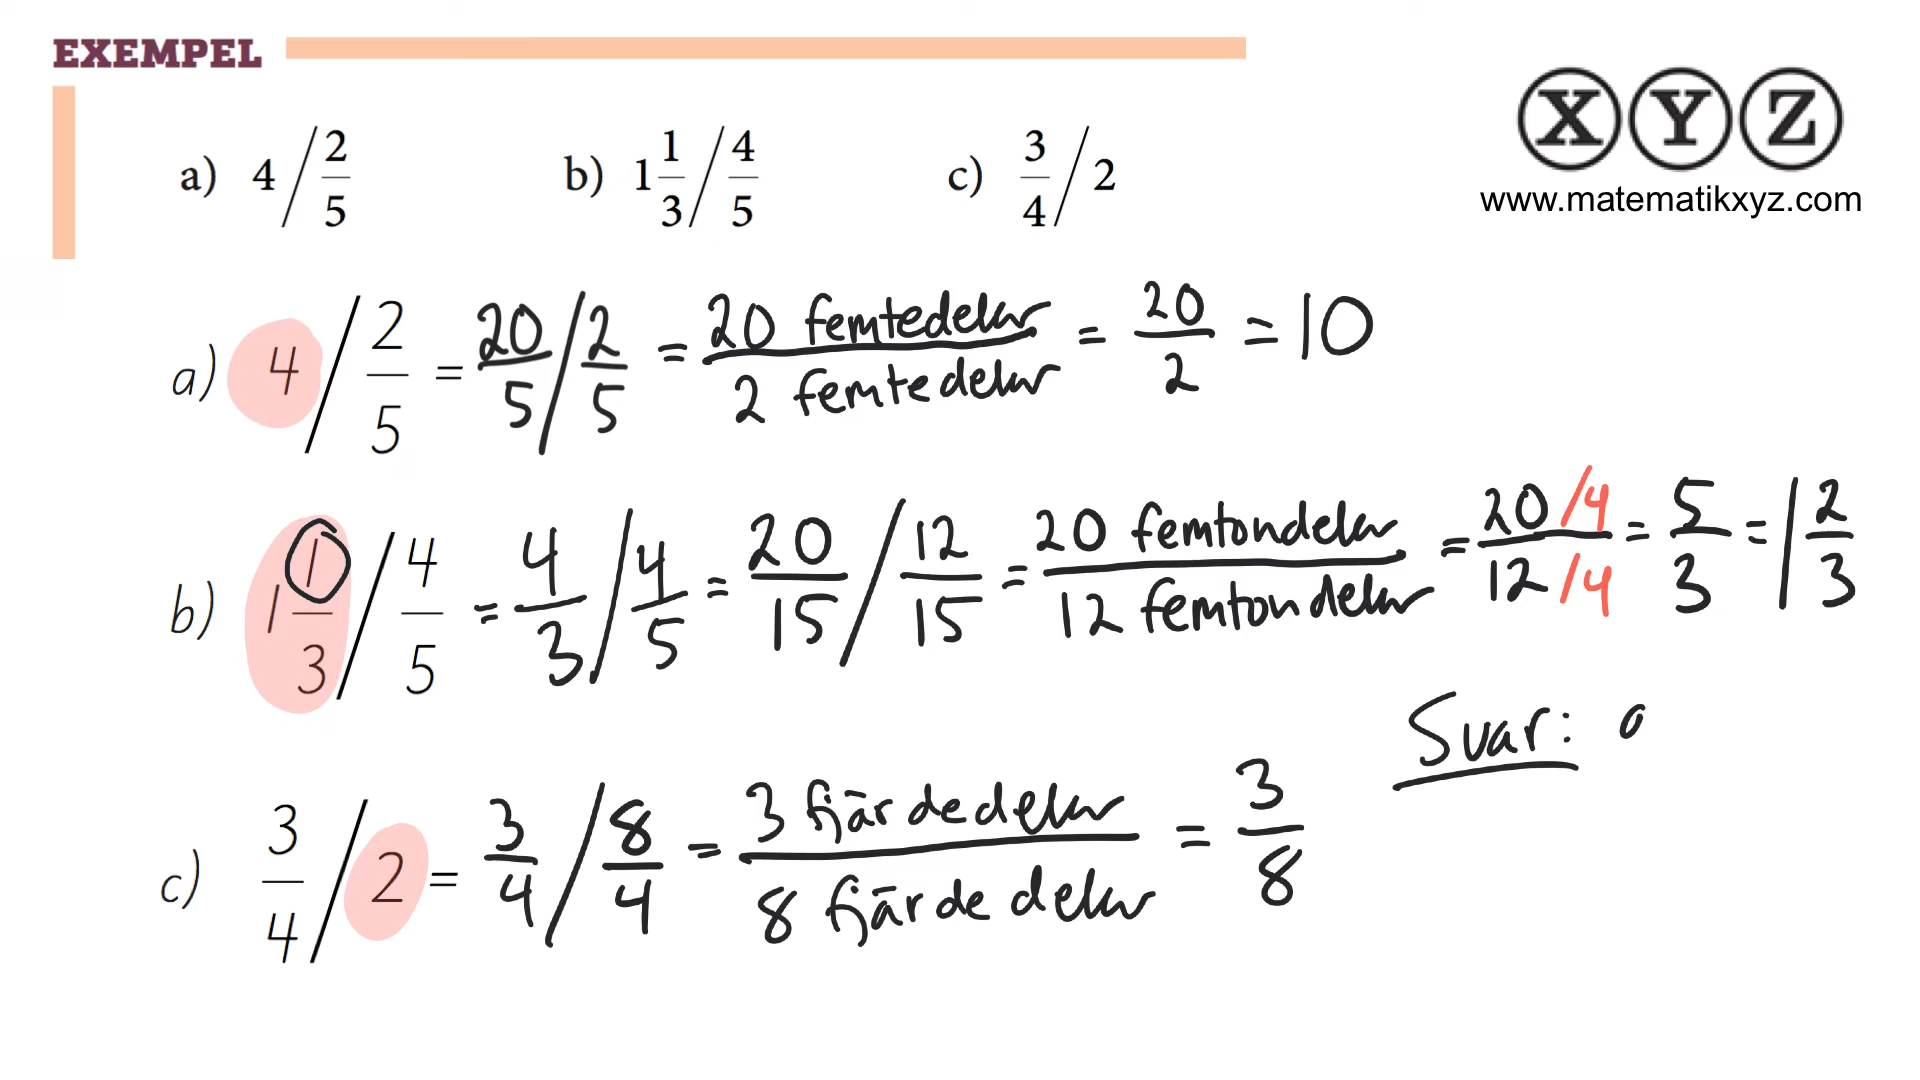 EXEMPEL
XYZ
www.matematikxyz.com
a) 4 / 2/5 b) 1 1/3 / 4/5 c) 3/4 / 2
a) 4 / 2/5 = 20/5 / 2/5 = 20 femtedelar / 2 femtedelar = 20/2 = 10
b) 1 1/3 / 4/5 = 4/3 / 4/5 = 20/15 / 12/15 = 20 femtondelar / 12 femtondelar = 20/4 / 12/4 = 5/3 = 1 2/3
Svar:
c) 3/4 / 2 = 3/4 / 8/4 = 3 fjärdedelar / 8 fjärdedelar = 3/8